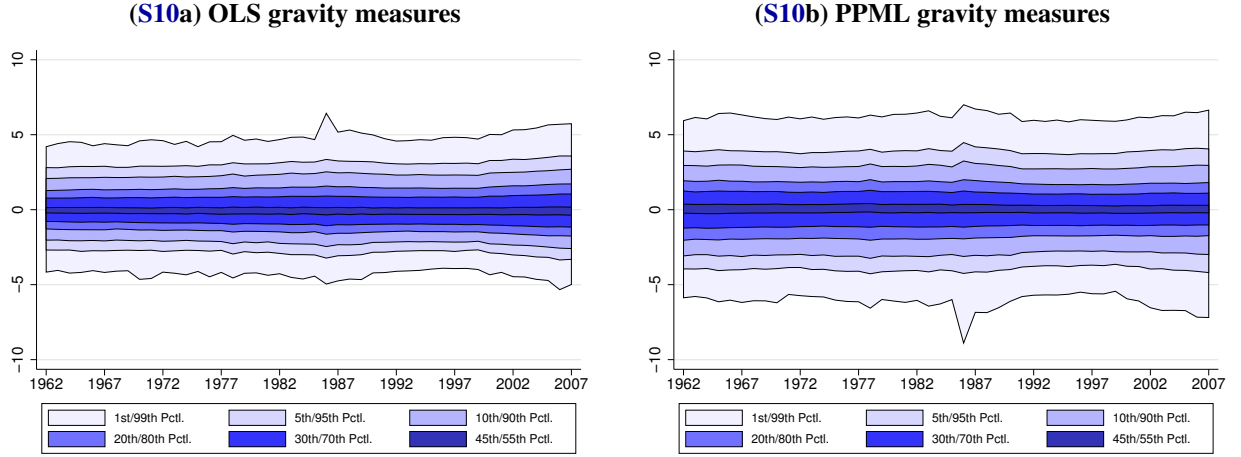 (S10a) OLS gravity measures
10
5
0
−5
−10
1962 1967 1972 1977 1982 1987 1992 1997 2002 2007
1st/99th Pctl. 5th/95th Pctl. 10th/90th Pctl.
20th/80th Pctl. 30th/70th Pctl. 45th/55th Pctl.
(S10b) PPML gravity measures
10
5
0
−5
−10
1962 1967 1972 1977 1982 1987 1992 1997 2002 2007
1st/99th Pctl. 5th/95th Pctl. 10th/90th Pctl.
20th/80th Pctl. 30th/70th Pctl. 45th/55th Pctl.